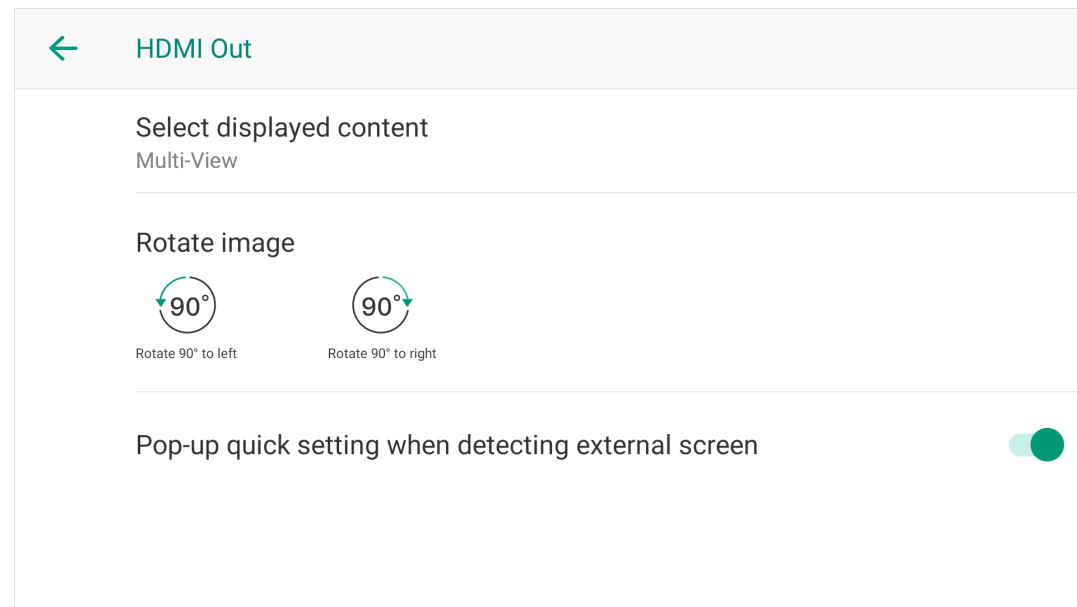 HDMI Out
Select displayed content
Multi-View
Rotate image
90°
90°
Rotate 90° to left
Rotate 90° to right
Pop-up quick setting when detecting external screen